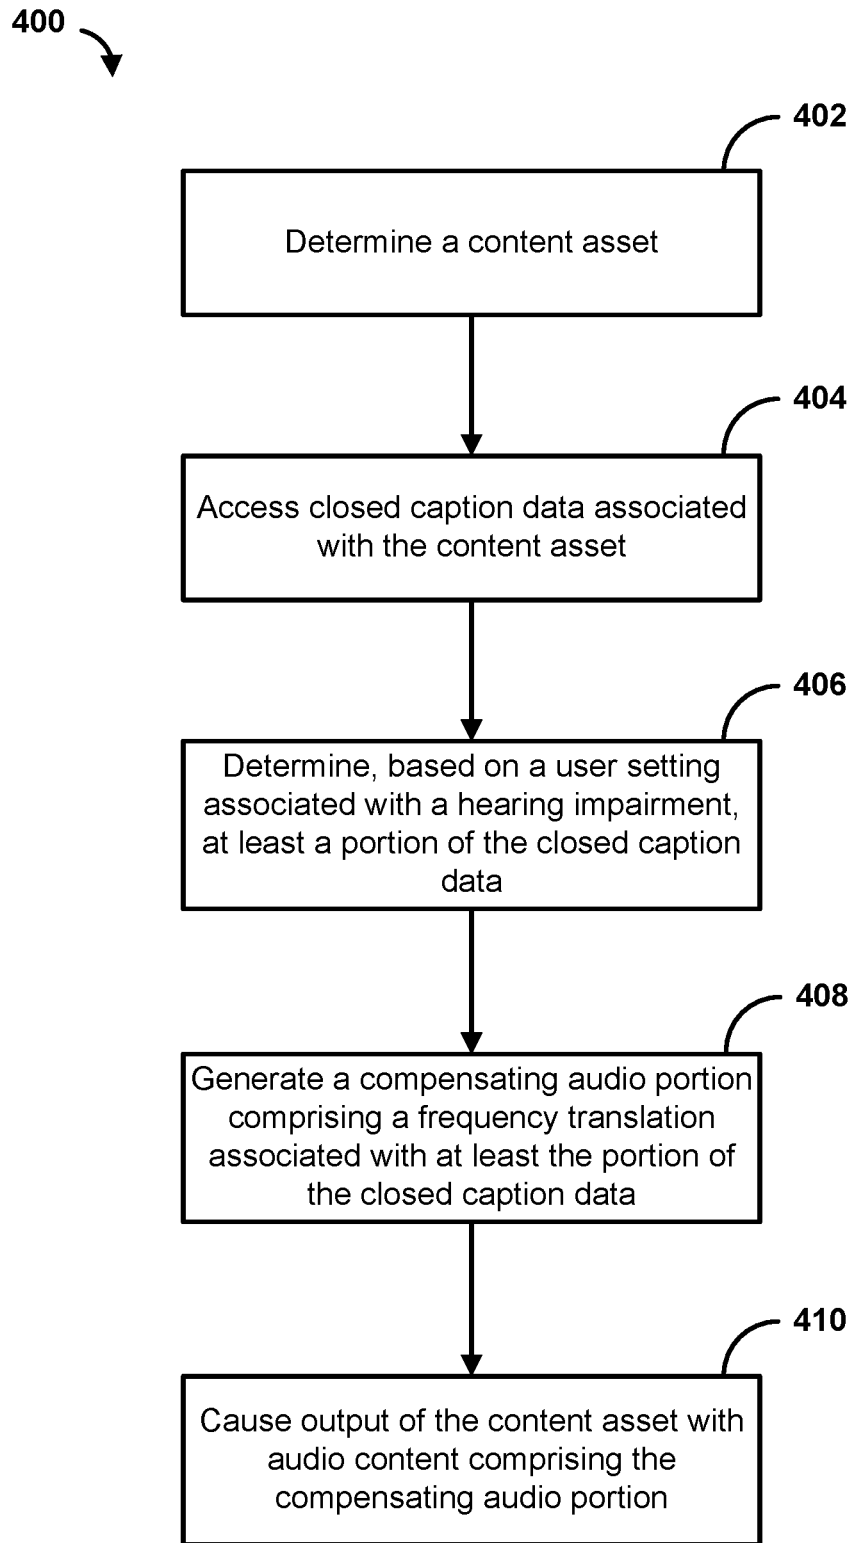 400
402
Determine a content asset
404
Access closed caption data associated
with the content asset
406
Determine, based on a user setting
associated with a hearing impairment,
at least a portion of the closed caption
data
408
Generate a compensating audio portion
comprising a frequency translation
associated with at least the portion of
the closed caption data
410
Cause output of the content asset with
audio content comprising the
compensating audio portion